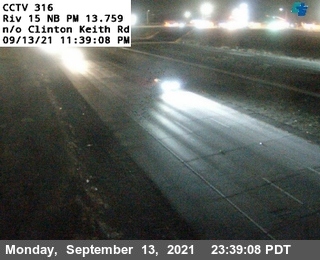 CCTV 316
Riv 15 NB PM 13.759
n/o Clinton Keith Rd
09/13/21 11:39:08 PM
Monday, September 13, 2021 23:39:08 PDT